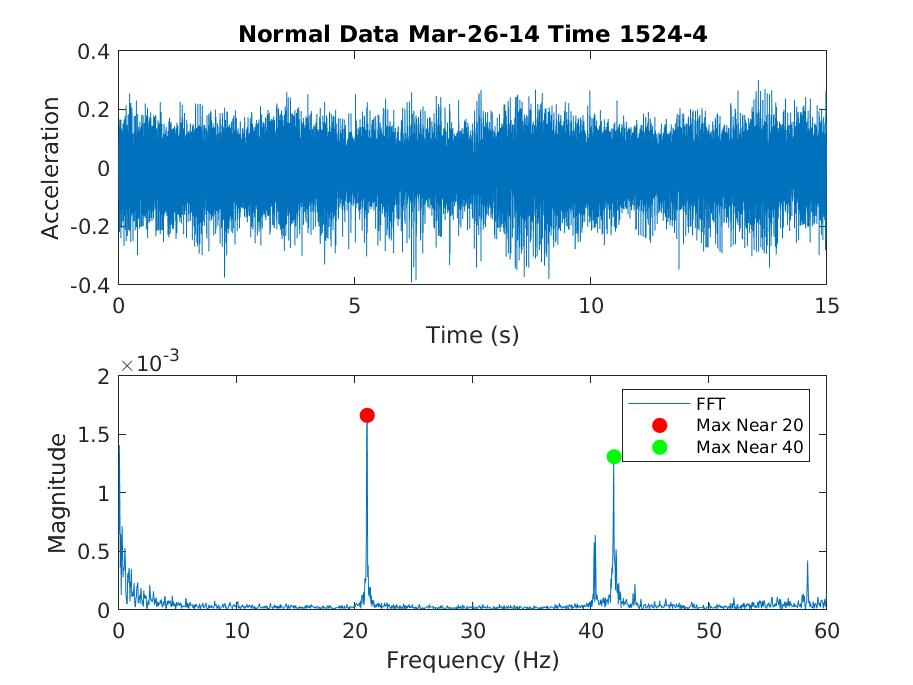 Normal Data Mar-26-14 Time 1524-4
0.4
0.2
0
-0.2
-0.4
Acceleration
0 5 10 15
Time (s)
×10-3
2
1.5
1
0.5
0
Magnitude
FFT
Max Near 20
Max Near 40
0 10 20 30 40 50 60
Frequency (Hz)